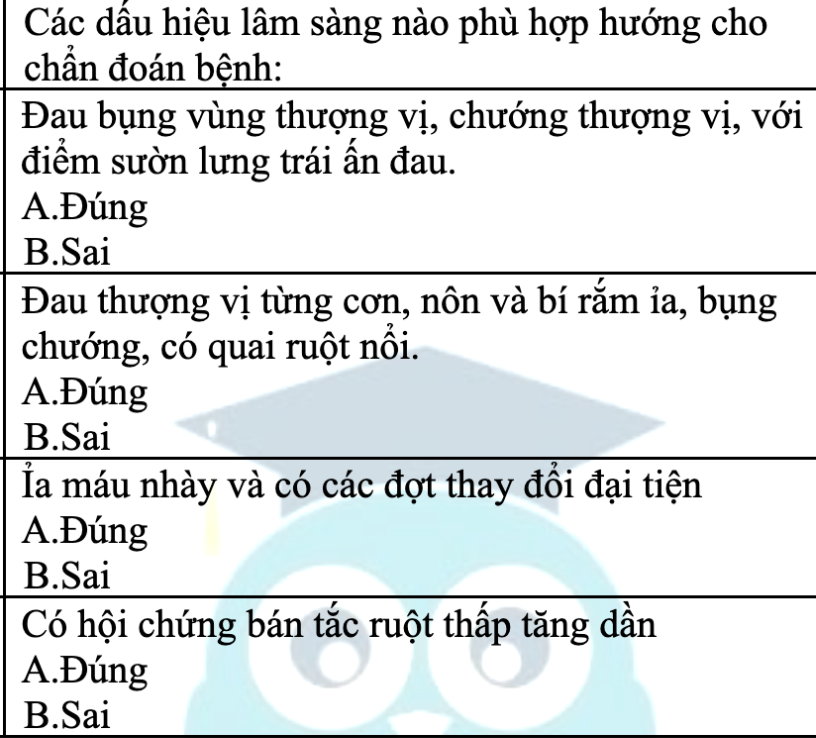 Các dấu hiệu lâm sàng nào phù hợp hướng cho
chẩn đoán bệnh:
Đau bụng vùng thượng vị, chướng thượng vị, với
điểm sườn lưng trái ấn đau.
A.Đúng
B.Sai
Đau thượng vị từng cơn, nôn và bí rắm ỉa, bụng
chướng, có quai ruột nổi.
A.Đúng
B.Sai
Ỉa máu nhày và có các đợt thay đổi đại tiện
A.Đúng
B.Sai
Có hội chứng bán tắc ruột thấp tăng dần
A.Đúng
B.Sai